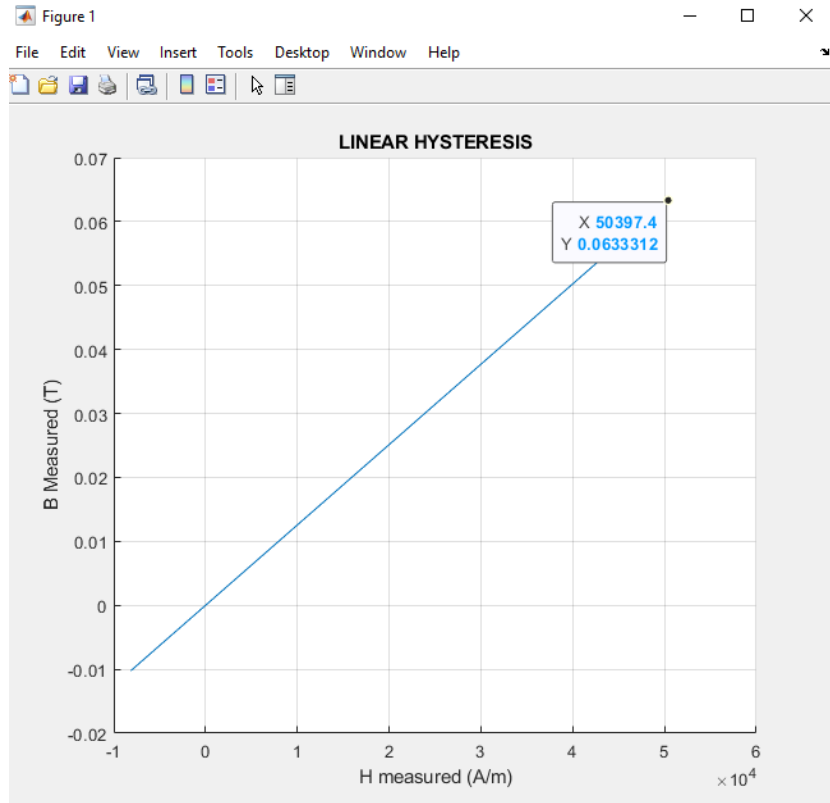 Figure 1
File Edit View Insert Tools Desktop Window Help
LINEAR HYSTERESIS
0.07
0.06
0.05
0.04
0.03
0.02
0.01
0
-0.01
-0.02
B Measured (T)
X 50397.4
Y 0.0633312
-1 0 1 2 3 4 5 6
H measured (A/m)
×10⁴